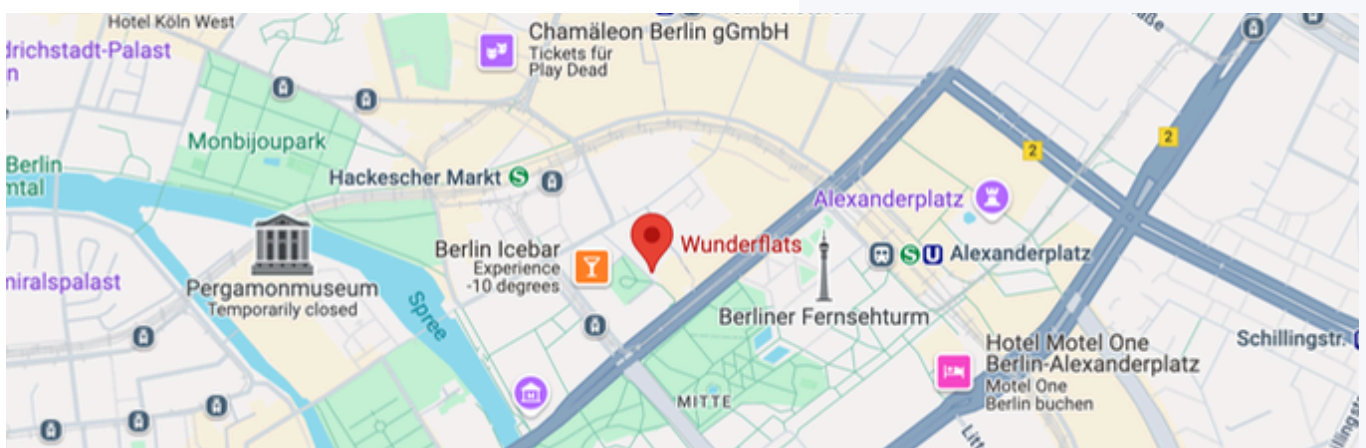 Hotel Köln West
drichstadt-Palast
n
Chamäleon Berlin gGmbH
Tickets für
Play Dead
Monbijoupark
Berlin
mtal
Hackescher Markt S
2
2
Alexanderplatz
Berlin Icebar
Experience
-10 degrees
Wunderflats
S U Alexanderplatz
Pergamonmuseum
Temporarily closed
miralspalast
Spree
Berliner Fernsehturm
Schillingstr.
Hotel Motel One
Berlin-Alexanderplatz
Motel One
Berlin buchen
MITTE